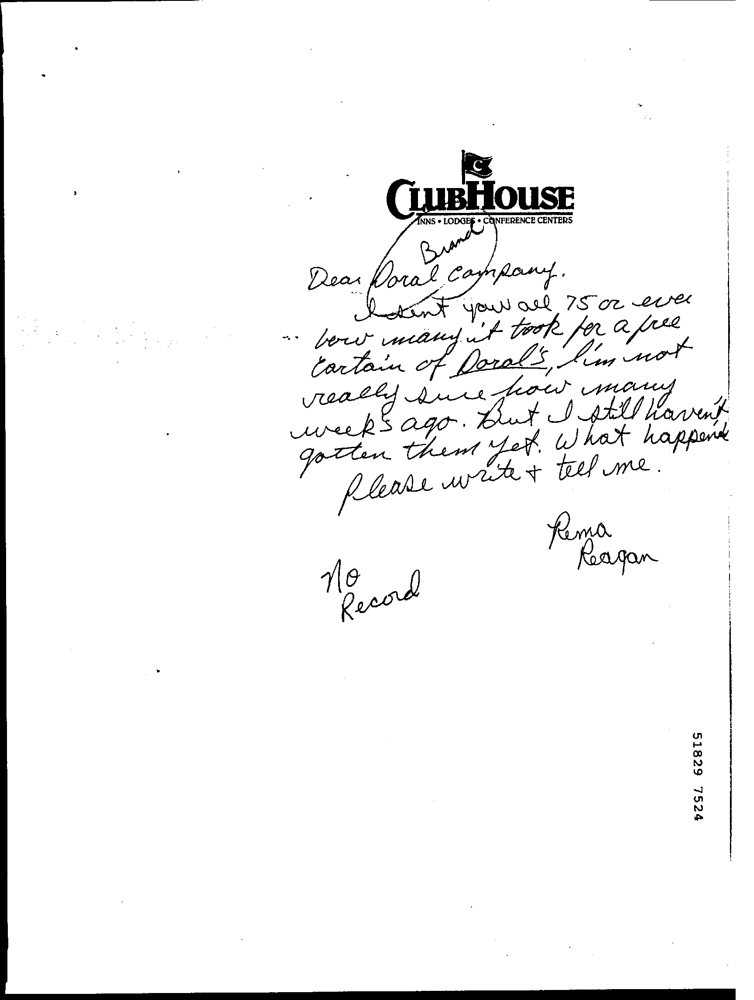 C
CLUBHOUSE
INNS • LODGES • CONFERENCE CENTERS
Brand
Dear Doral Company.
I sent you all 75 or ever
how many it took for a free
cartain of Doral's, I'm not
really sure how many
weeks ago. But I still haven't
gotten them yet. What happend
Please write & tell me.
Rema
Reagan
No
Record
51829 7524